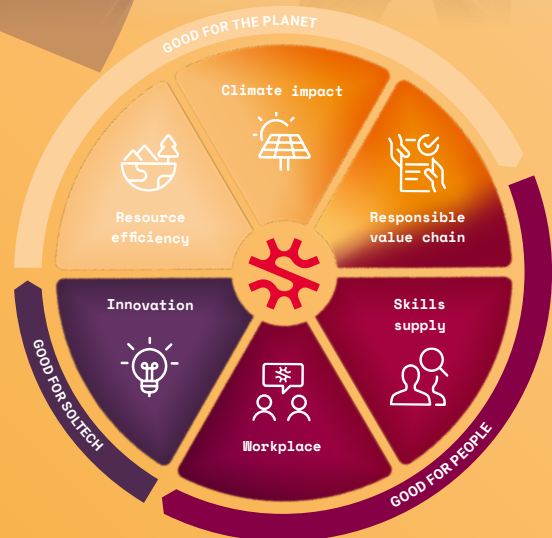 GOOD FOR THE PLANET
Climate impact
Resource
efficiency
Responsible
value chain
Innovation
Skills
supply
Workplace
GOOD FOR SOLTECH
GOOD FOR PEOPLE